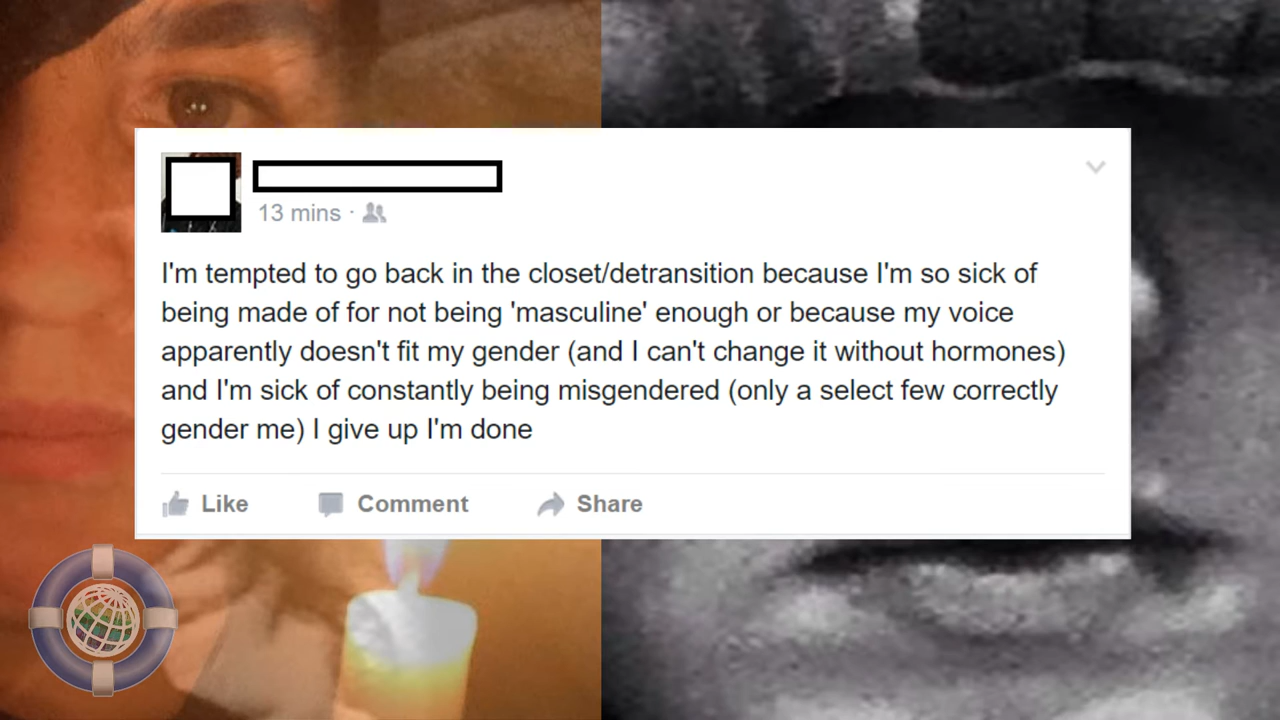 13 mins ·
I'm tempted to go back in the closet/detransition because I'm so sick of
being made of for not being 'masculine' enough or because my voice
apparently doesn't fit my gender (and I can't change it without hormones)
and I'm sick of constantly being misgendered (only a select few correctly
gender me) I give up I'm done
Like Comment Share